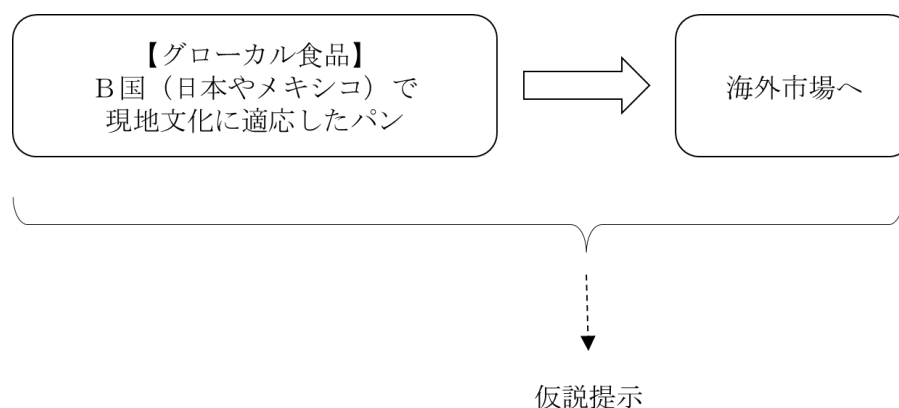 【グローカル食品】
B国（日本やメキシコ）で
現地文化に適応したパン
海外市場へ
仮説提示